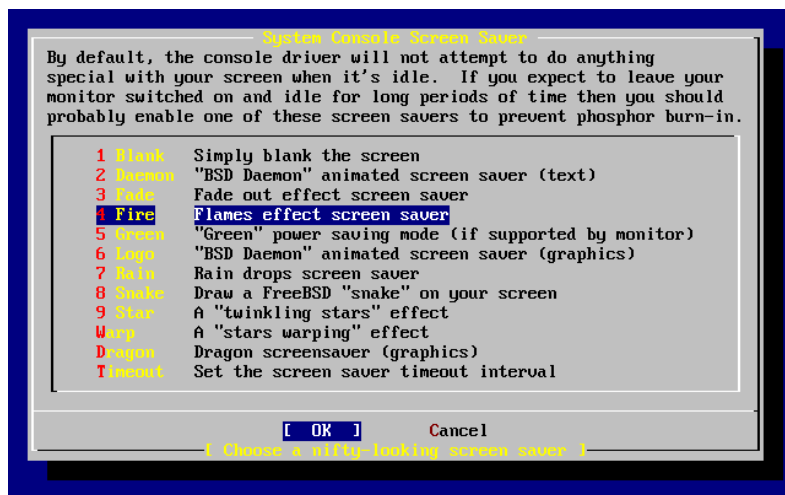 System Console Screen Saver
By default, the console driver will not attempt to do anything
special with your screen when it's idle.  If you expect to leave your
monitor switched on and idle for long periods of time then you should
probably enable one of these screen savers to prevent phosphor burn-in.
1 Blank    Simply blank the screen
2 Daemon   "BSD Daemon" animated screen saver (text)
3 Fade     Fade out effect screen saver
4 Fire     Flames effect screen saver
5 Green    "Green" power saving mode (if supported by monitor)
6 Logo     "BSD Daemon" animated screen saver (graphics)
7 Rain     Rain drops screen saver
8 Snake    Draw a FreeBSD "snake" on your screen
9 Star     A "twinkling stars" effect
Warp       A "stars warping" effect
Dragon     Dragon screensaver (graphics)
Timeout    Set the screen saver timeout interval
[  OK  ]       Cancel
[ Choose a nifty-looking screen saver ]